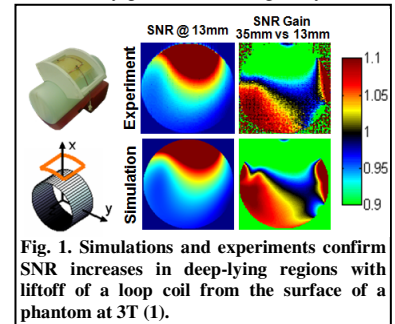 SNR @ 13mm
SNR Gain
35mm vs 13mm
Experiment
Simulation
x
y
1.1
1.05
1
0.95
0.9
Fig. 1. Simulations and experiments confirm
SNR increases in deep-lying regions with
liftoff of a loop coil from the surface of a
phantom at 3T (1).